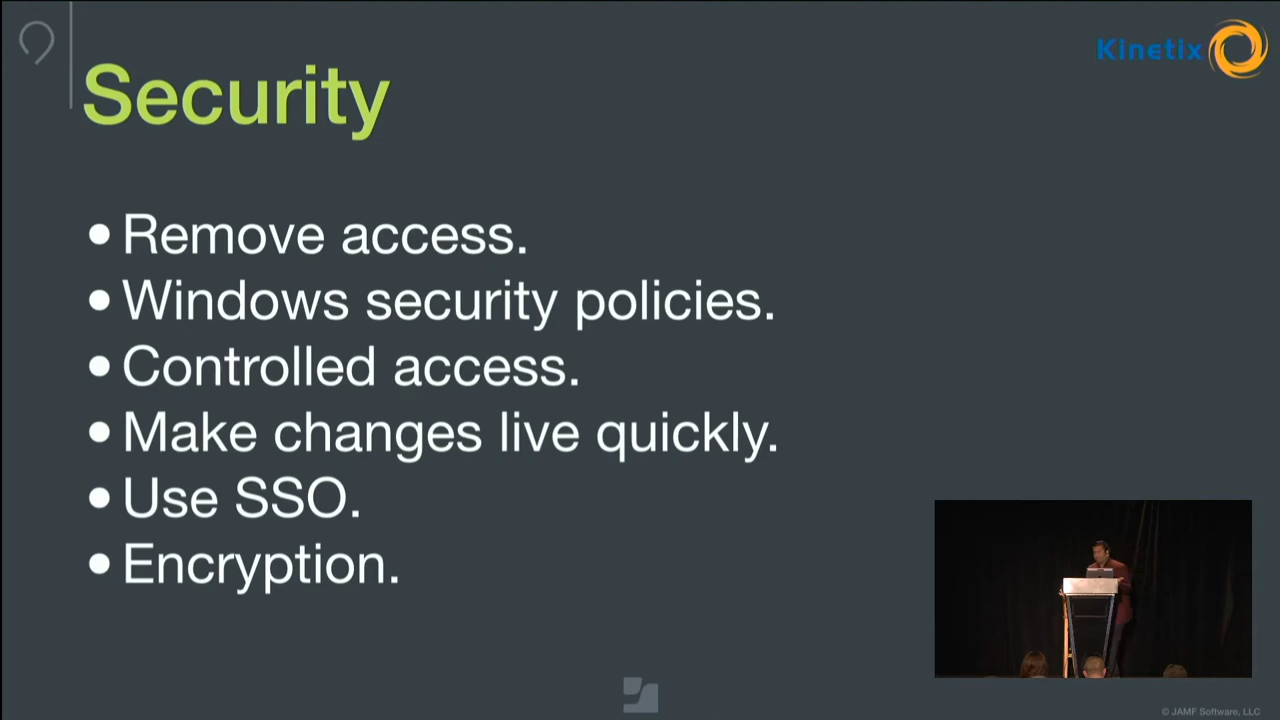 Kinetix
Security
• Remove access.
• Windows security policies.
• Controlled access.
• Make changes live quickly.
• Use SSO.
• Encryption.
© JAMF Software, LLC